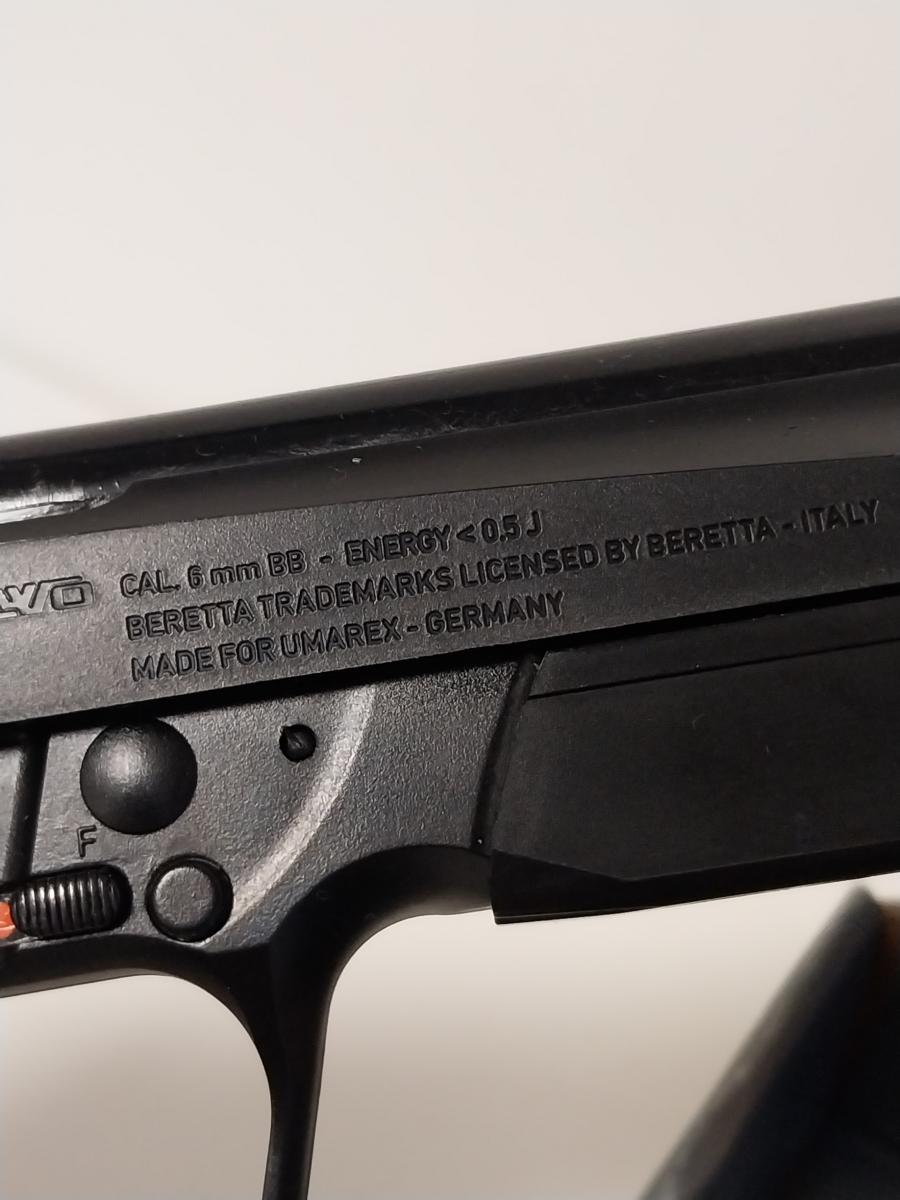 CAL. 6 mm BB - ENERGY < 0.5 J
BERETTA TRADEMARKS LICENSED BY BERETTA - ITALY
MADE FOR UMAREX - GERMANY
F